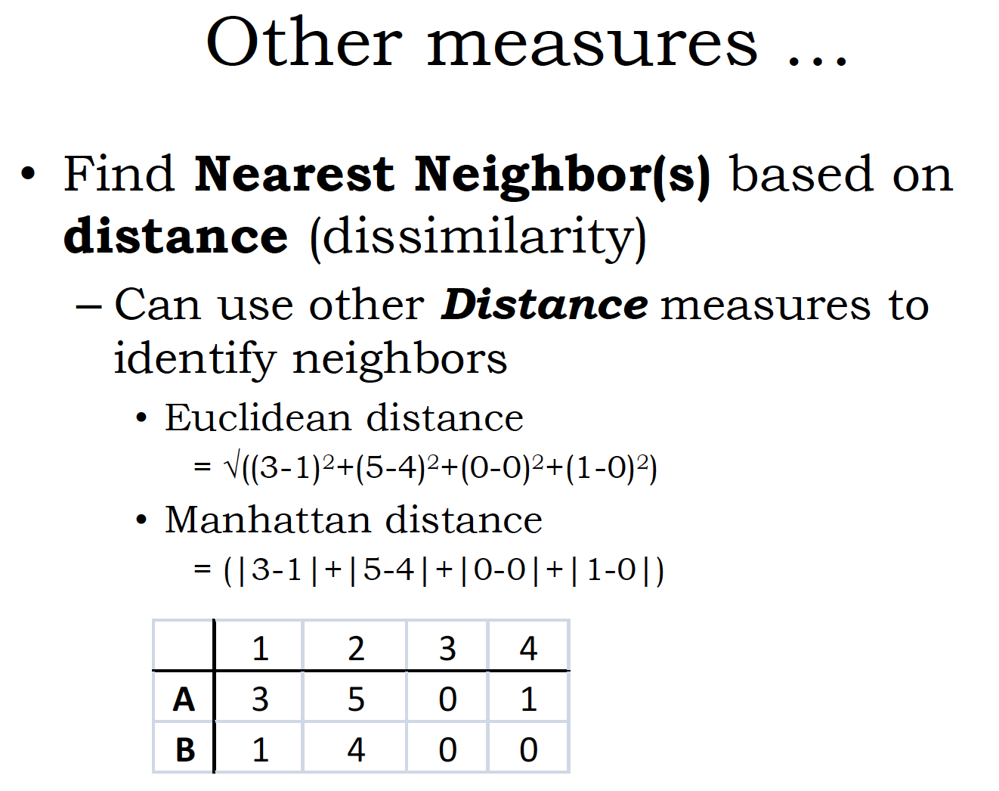 Other measures …
• Find Nearest Neighbor(s) based on
distance (dissimilarity)
– Can use other Distance measures to
identify neighbors
• Euclidean distance
= √((3-1)²+(5-4)²+(0-0)²+(1-0)²)
• Manhattan distance
= (|3-1|+|5-4|+|0-0|+|1-0|)
1 2 3 4
A 3 5 0 1
B 1 4 0 0